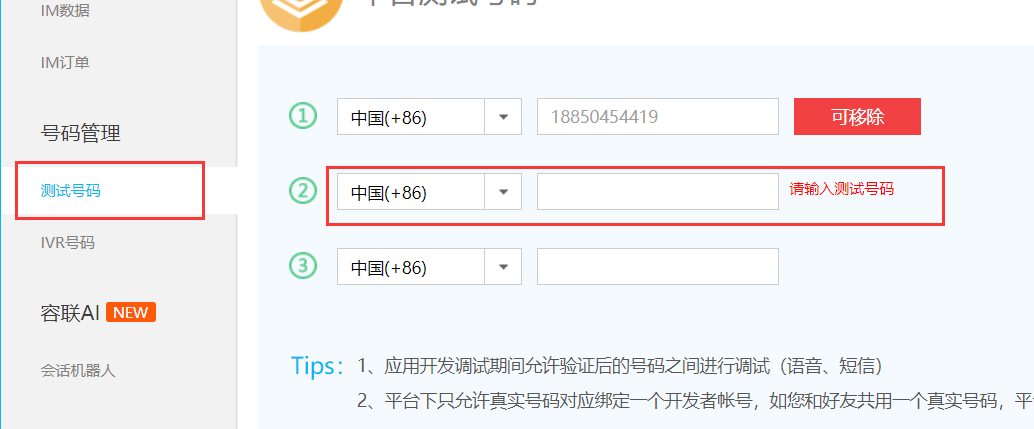 IM数据
IM订单
号码管理
测试号码
IVR号码
容联AI NEW
会话机器人
平台测试号码
① 中国(+86) 18850454419 可移除
② 中国(+86) 请输入测试号码
③ 中国(+86)
Tips：1、应用开发调试期间允许验证后的号码之间进行调试（语音、短信）
2、平台下只允许真实号码对应绑定一个开发者帐号，如您和好友共用一个真实号码，平